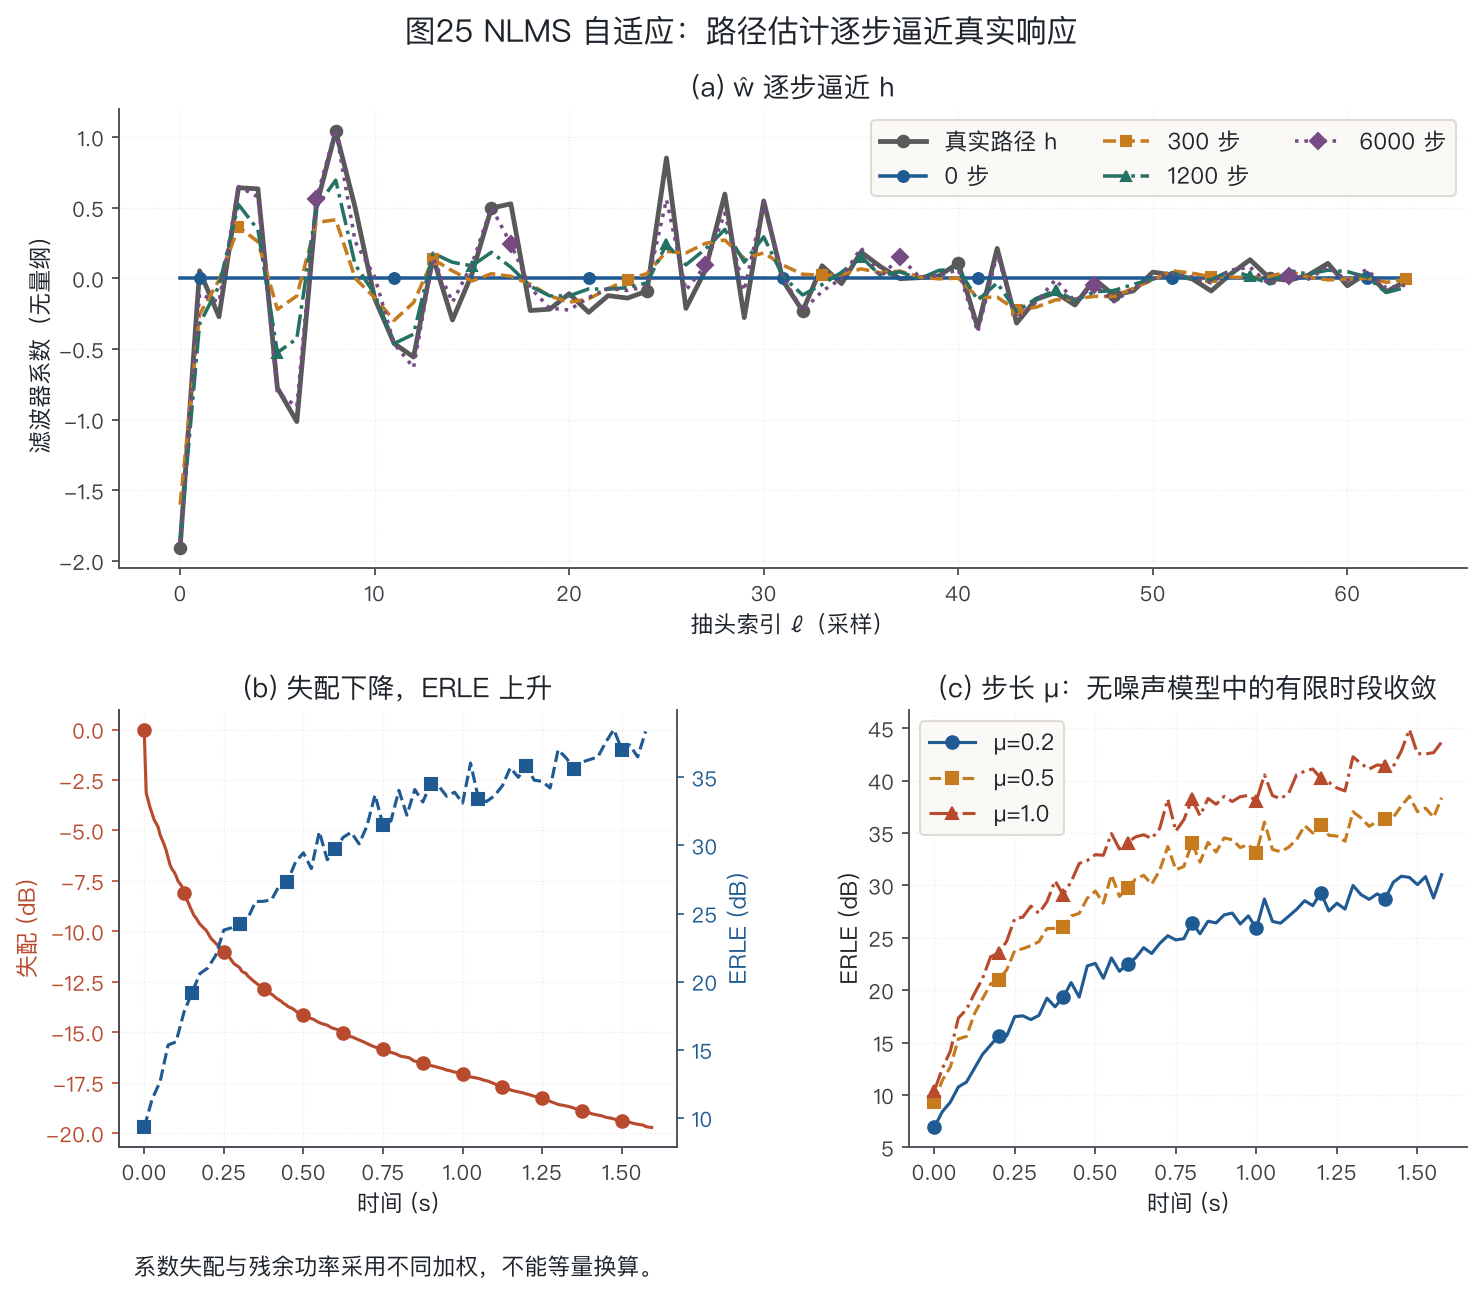 图25 NLMS 自适应：路径估计逐步逼近真实响应
(a) ŵ 逐步逼近 h
真实路径 h
0 步
300 步
1200 步
6000 步
滤波器系数（无量纲）
1.0
0.5
0.0
−0.5
−1.0
−1.5
−2.0
0 10 20 30 40 50 60
抽头索引 ℓ（采样）
(b) 失配下降，ERLE 上升
失配 (dB)
0.0
−2.5
−5.0
−7.5
−10.0
−12.5
−15.0
−17.5
−20.0
35
30
25
20
15
10
ERLE (dB)
0.00 0.25 0.50 0.75 1.00 1.25 1.50
时间 (s)
(c) 步长 μ：无噪声模型中的有限时段收敛
μ=0.2
μ=0.5
μ=1.0
ERLE (dB)
45
40
35
30
25
20
15
10
5
0.00 0.25 0.50 0.75 1.00 1.25 1.50
时间 (s)
系数失配与残余功率采用不同加权，不能等量换算。